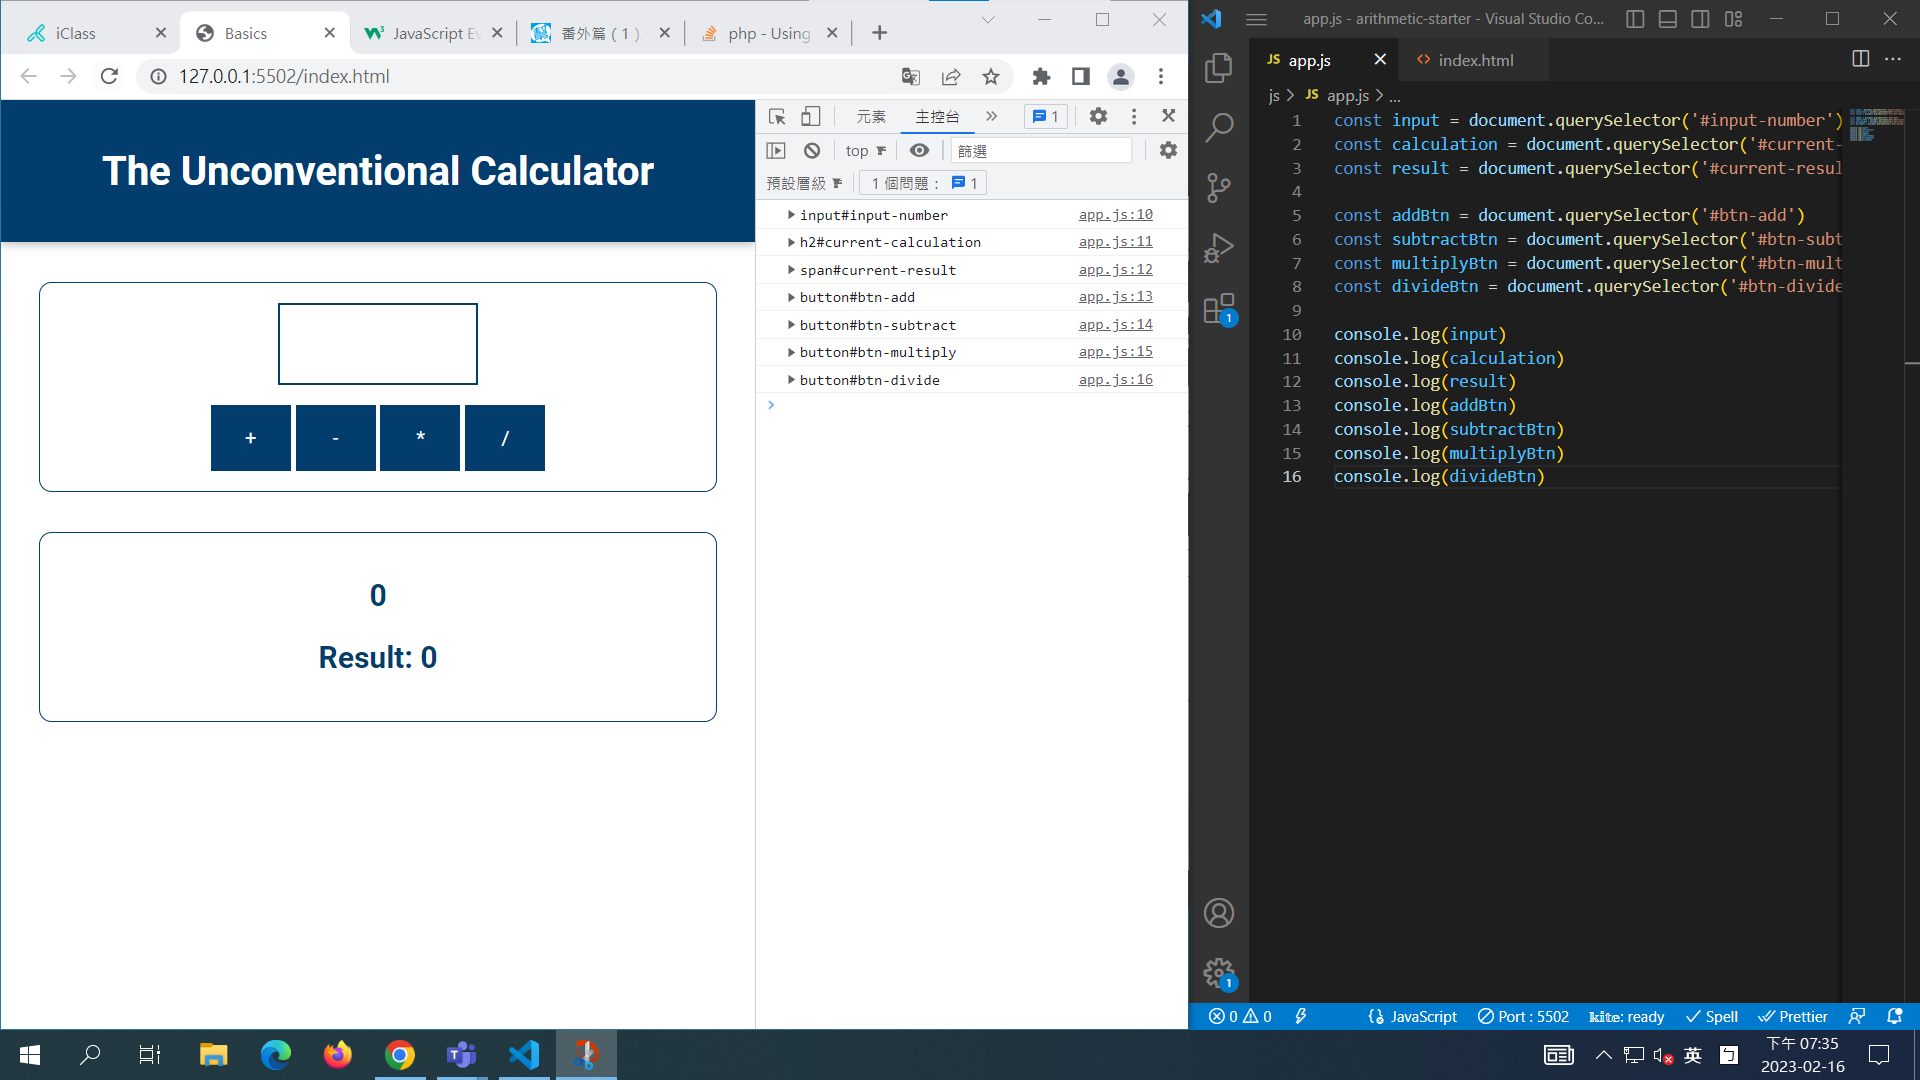 iClass
Basics
JavaScript Ev
番外篇 ( 1 )
php - Using
127.0.0.1:5502/index.html
The Unconventional Calculator
+
-
*
/
0
Result: 0
元素
主控台
1
top
篩選
預設層級
1 個問題：
1
input#input-number app.js:10
h2#current-calculation app.js:11
span#current-result app.js:12
button#btn-add app.js:13
button#btn-subtract app.js:14
button#btn-multiply app.js:15
button#btn-divide app.js:16
app.js - arithmetic-starter - Visual Studio Co...
JS app.js
index.html
js > JS app.js > ...
1 const input = document.querySelector('#input-number')
2 const calculation = document.querySelector('#current-
3 const result = document.querySelector('#current-resul
4
5 const addBtn = document.querySelector('#btn-add')
6 const subtractBtn = document.querySelector('#btn-subt
7 const multiplyBtn = document.querySelector('#btn-mult
8 const divideBtn = document.querySelector('#btn-divide
9
10 console.log(input)
11 console.log(calculation)
12 console.log(result)
13 console.log(addBtn)
14 console.log(subtractBtn)
15 console.log(multiplyBtn)
16 console.log(divideBtn)
1
1
0 0 JavaScript Port : 5502 kite: ready Spell Prettier
英
ㄅ
下午 07:35
2023-02-16